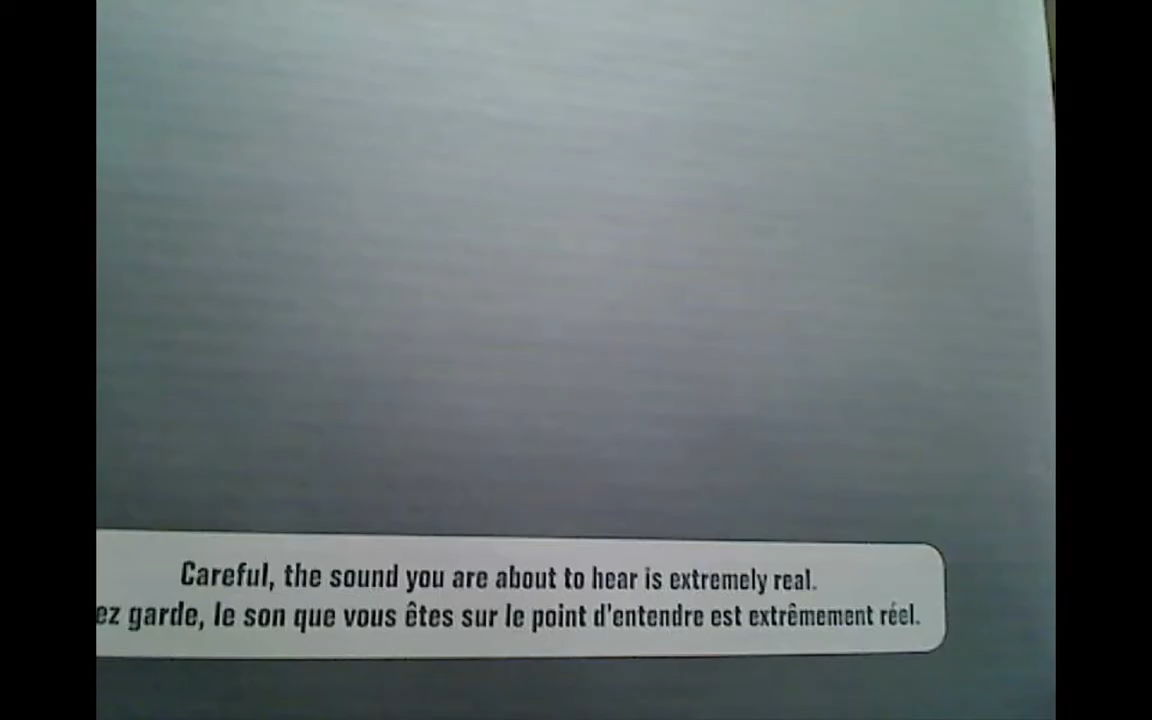 Careful, the sound you are about to hear is extremely real.
ez garde, le son que vous êtes sur le point d'entendre est extrêmement réel.